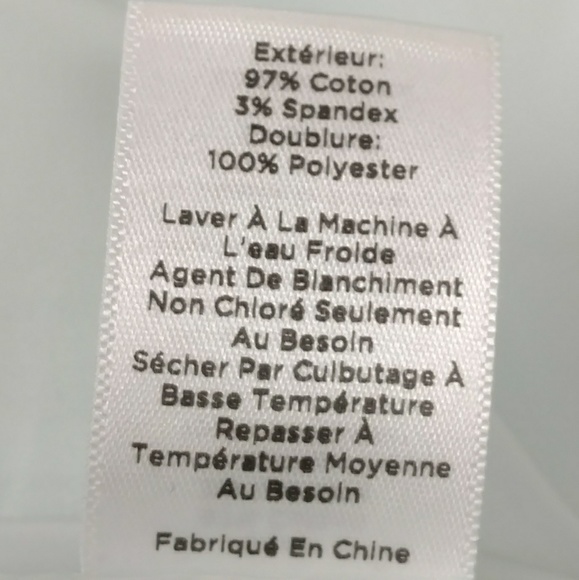 Extérieur:
97% Coton
3% Spandex
Doublure:
100% Polyester
Laver À La Machine À
L'eau Froide
Agent De Blanchiment
Non Chloré Seulement
Au Besoin
Sécher Par Culbutage À
Basse Température
Repasser À
Température Moyenne
Au Besoin
Fabriqué En Chine